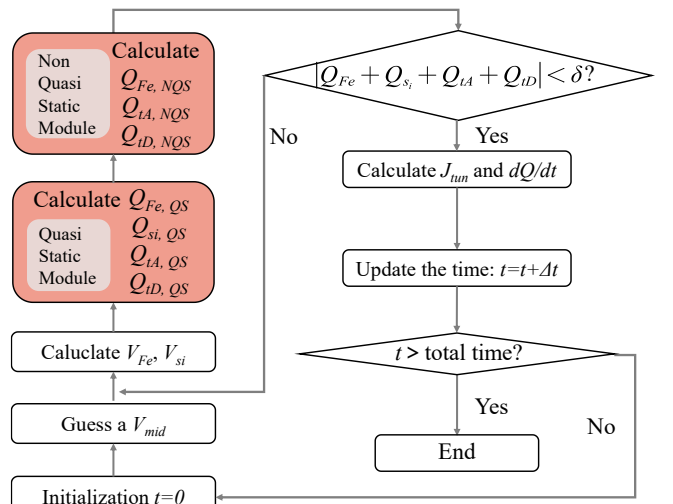 Non
Quasi
Static
Module
Calculate
Q_{Fe, NQS}
Q_{tA, NQS}
Q_{tD, NQS}
Calculate Q_{Fe, QS}
Quasi
Static
Module
Q_{si, QS}
Q_{tA, QS}
Q_{tD, QS}
Caluclate V_{Fe}, V_{si}
Guess a V_{mid}
Initialization t=0
|Q_{Fe} + Q_{s_i} + Q_{tA} + Q_{tD}| < δ?
No
Yes
Calculate J_{tun} and dQ/dt
Update the time: t=t+Δt
t > total time?
Yes
No
End